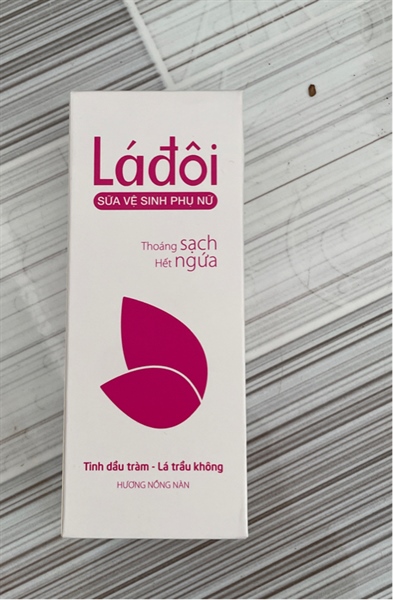 Láđôi
SỮA VỆ SINH PHỤ NỮ
Thoáng sạch
Hết ngứa
Tinh dầu tràm - Lá trầu không
HƯƠNG NỒNG NÀN